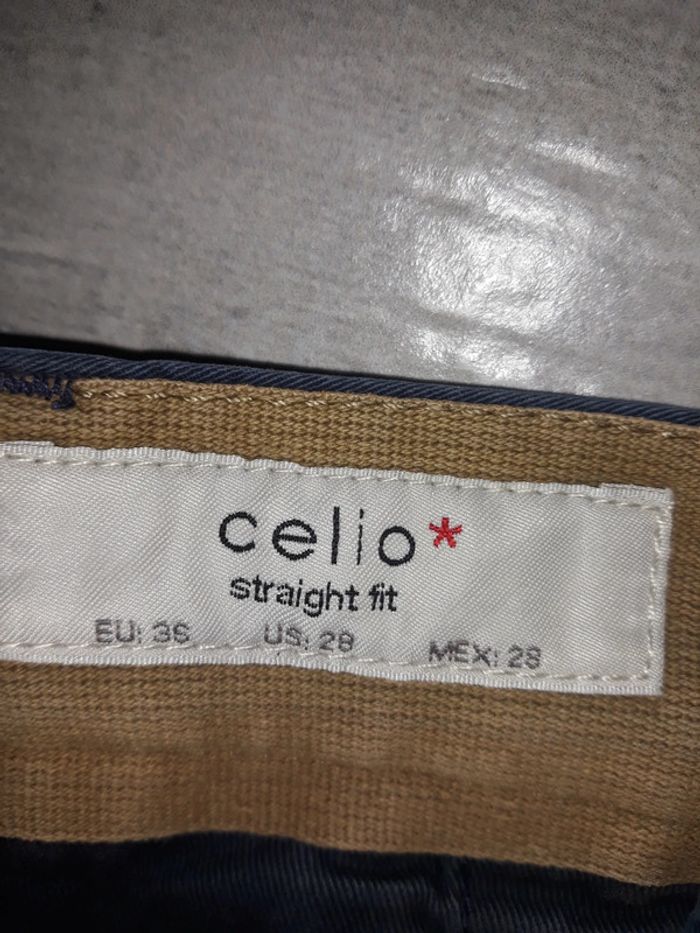 celio*
straight fit
EU: 36 US: 28 MEX: 28